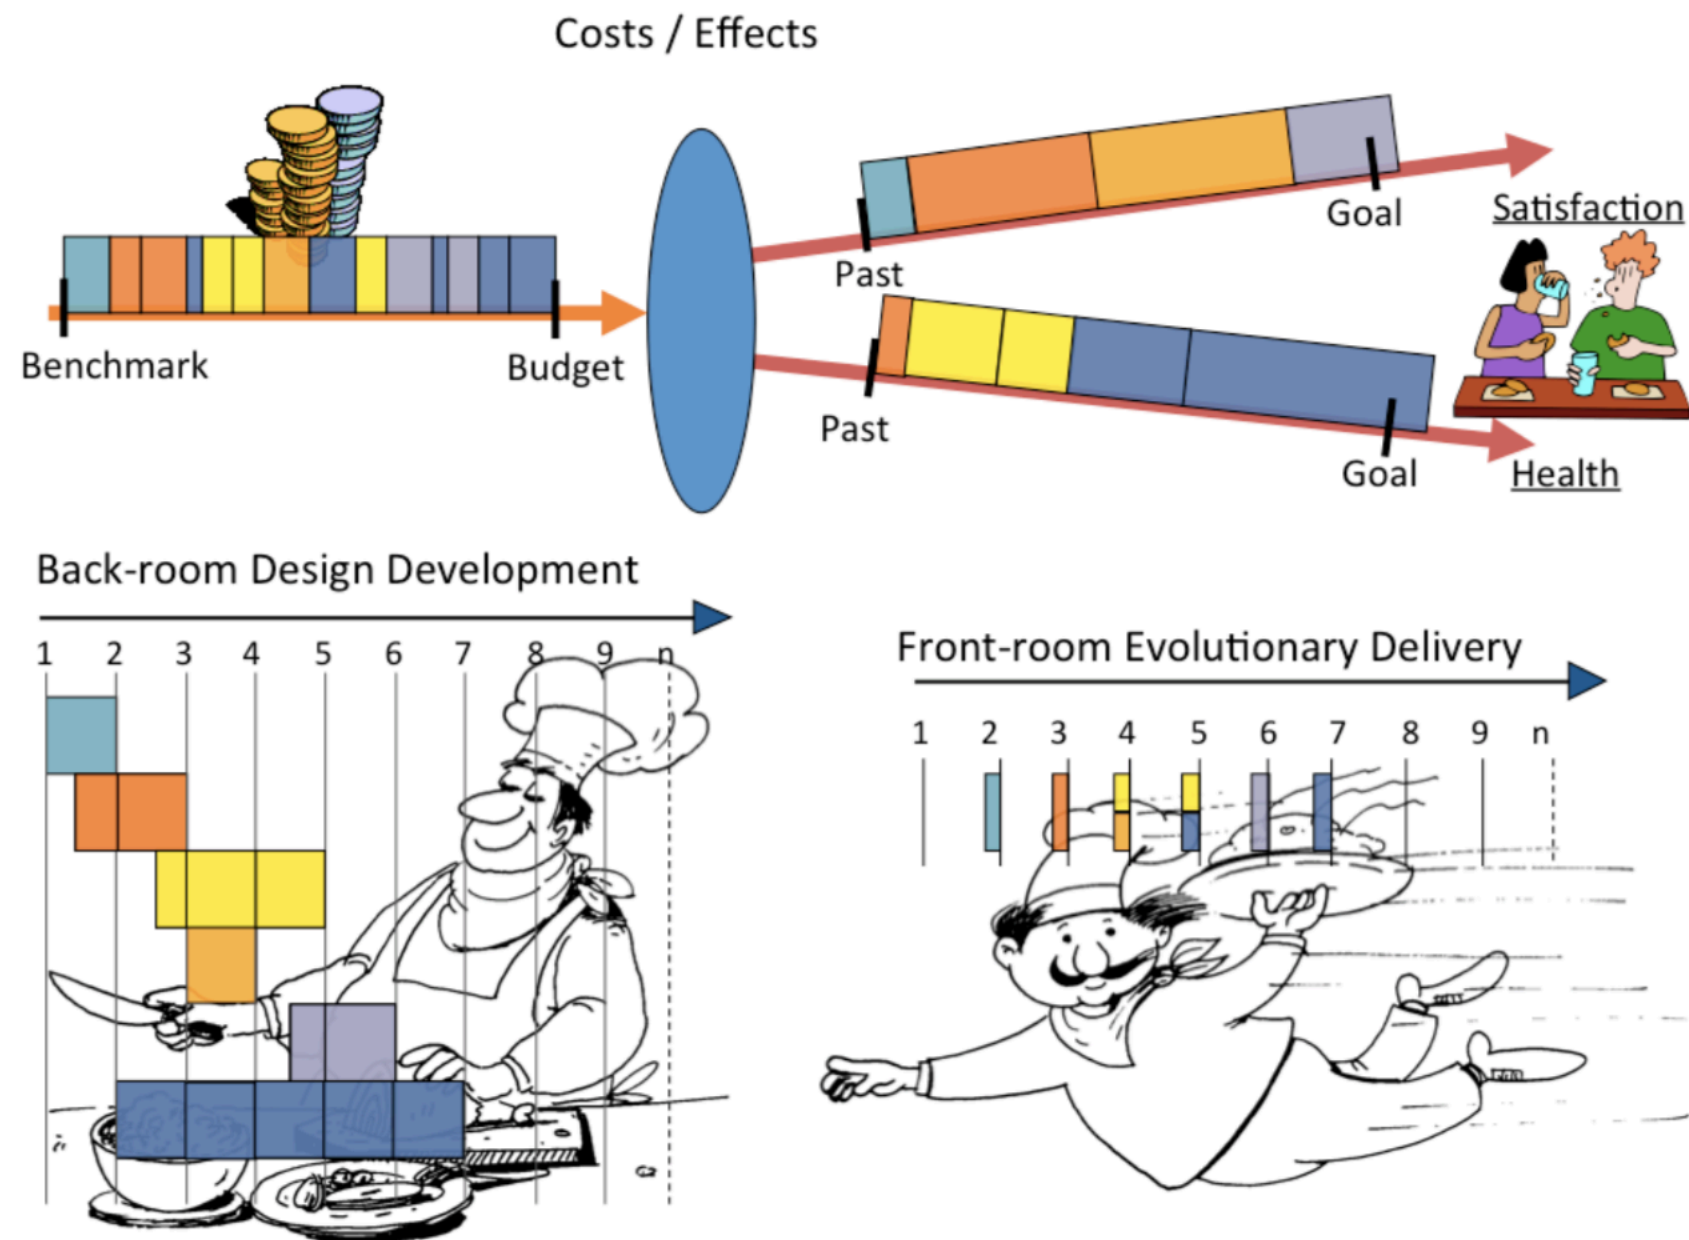 Costs / Effects
Benchmark
Budget
Past
Goal
Satisfaction
Past
Goal
Health
Back-room Design Development
1 2 3 4 5 6 7 8 9 n
Front-room Evolutionary Delivery
1 2 3 4 5 6 7 8 9 n